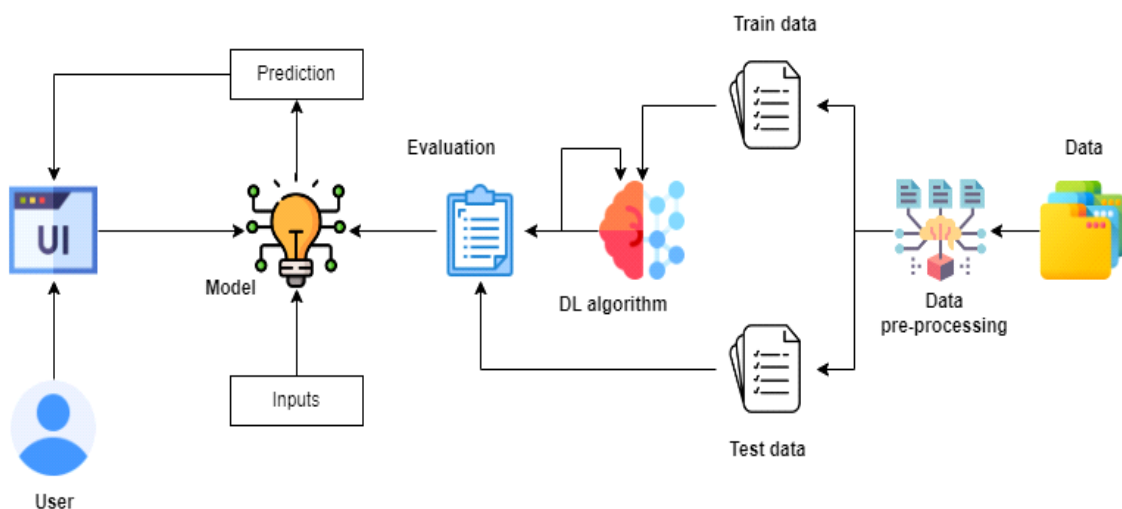 Train data
Prediction
Evaluation
Data
UI
Model
DL algorithm
Data
pre-processing
Inputs
Test data
User